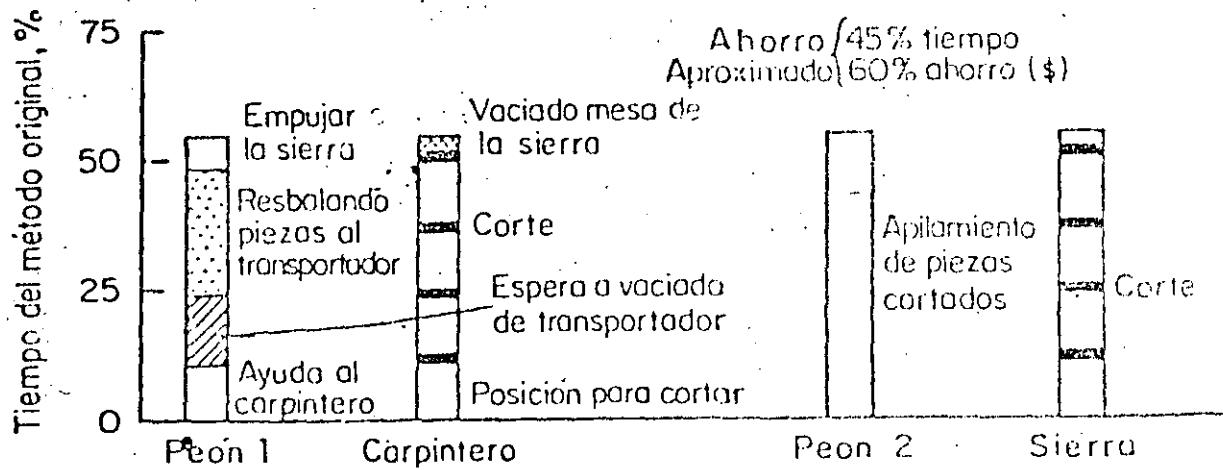 Tiempo del método original, %
75
50
25
0
Ahorro 45% tiempo
Aproximado 60% ahorro ($)
Empujar
la sierra
Resbalando
piezas al
transportador
Ayuda al
carpintero
Vaciado mesa de
la sierra
Corte
Espera a vaciado
de transportador
Posición para cortar
Apilamiento
de piezas
cortados
Corte
Peón 1
Carpintero
Peon 2
Sierra